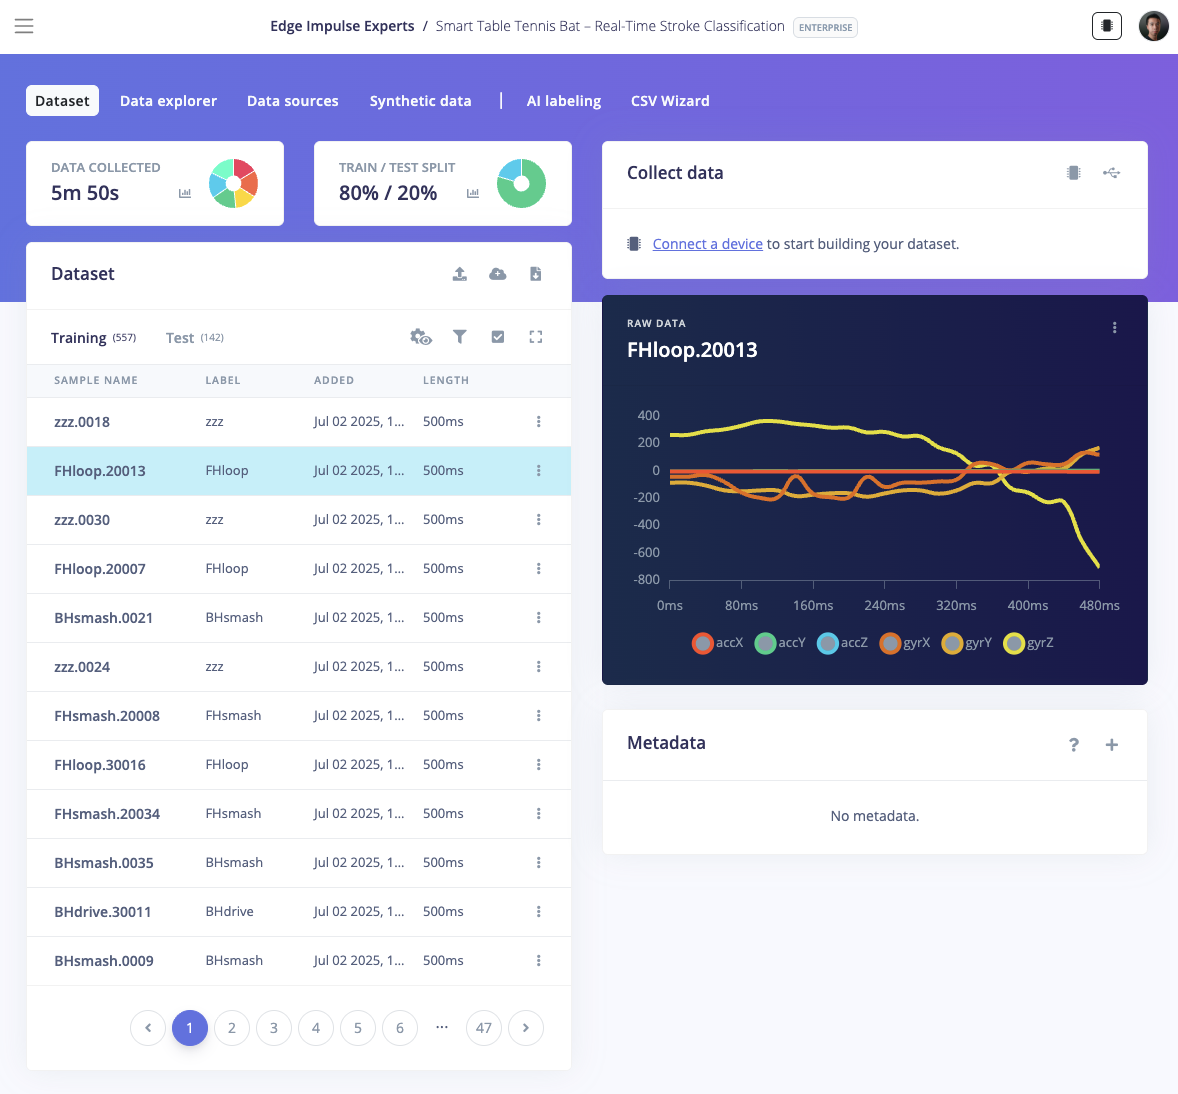 Edge Impulse Experts / Smart Table Tennis Bat – Real-Time Stroke Classification ENTERPRISE
Dataset Data explorer Data sources Synthetic data | AI labeling CSV Wizard
DATA COLLECTED
5m 50s
TRAIN / TEST SPLIT
80% / 20%
Collect data
Connect a device to start building your dataset.
Dataset
Training (557) Test (142)
SAMPLE NAME LABEL ADDED LENGTH
zzz.0018 zzz Jul 02 2025, 1... 500ms
FHloop.20013 FHloop Jul 02 2025, 1... 500ms
zzz.0030 zzz Jul 02 2025, 1... 500ms
FHloop.20007 FHloop Jul 02 2025, 1... 500ms
BHsmash.0021 BHsmash Jul 02 2025, 1... 500ms
zzz.0024 zzz Jul 02 2025, 1... 500ms
FHsmash.20008 FHsmash Jul 02 2025, 1... 500ms
FHloop.30016 FHloop Jul 02 2025, 1... 500ms
FHsmash.20034 FHsmash Jul 02 2025, 1... 500ms
BHsmash.0035 BHsmash Jul 02 2025, 1... 500ms
BHdrive.30011 BHdrive Jul 02 2025, 1... 500ms
BHsmash.0009 BHsmash Jul 02 2025, 1... 500ms
1 2 3 4 5 6 ... 47
RAW DATA
FHloop.20013
400
200
0
-200
-400
-600
-800
0ms 80ms 160ms 240ms 320ms 400ms 480ms
accX accY accZ gyrX gyrY gyrZ
Metadata ? +
No metadata.